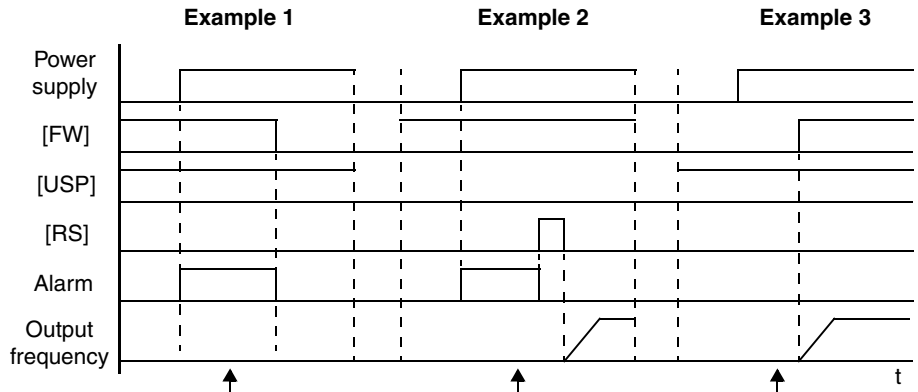 Example 1
Example 2
Example 3
Power
supply
[FW]
[USP]
[RS]
Alarm
Output
frequency
t